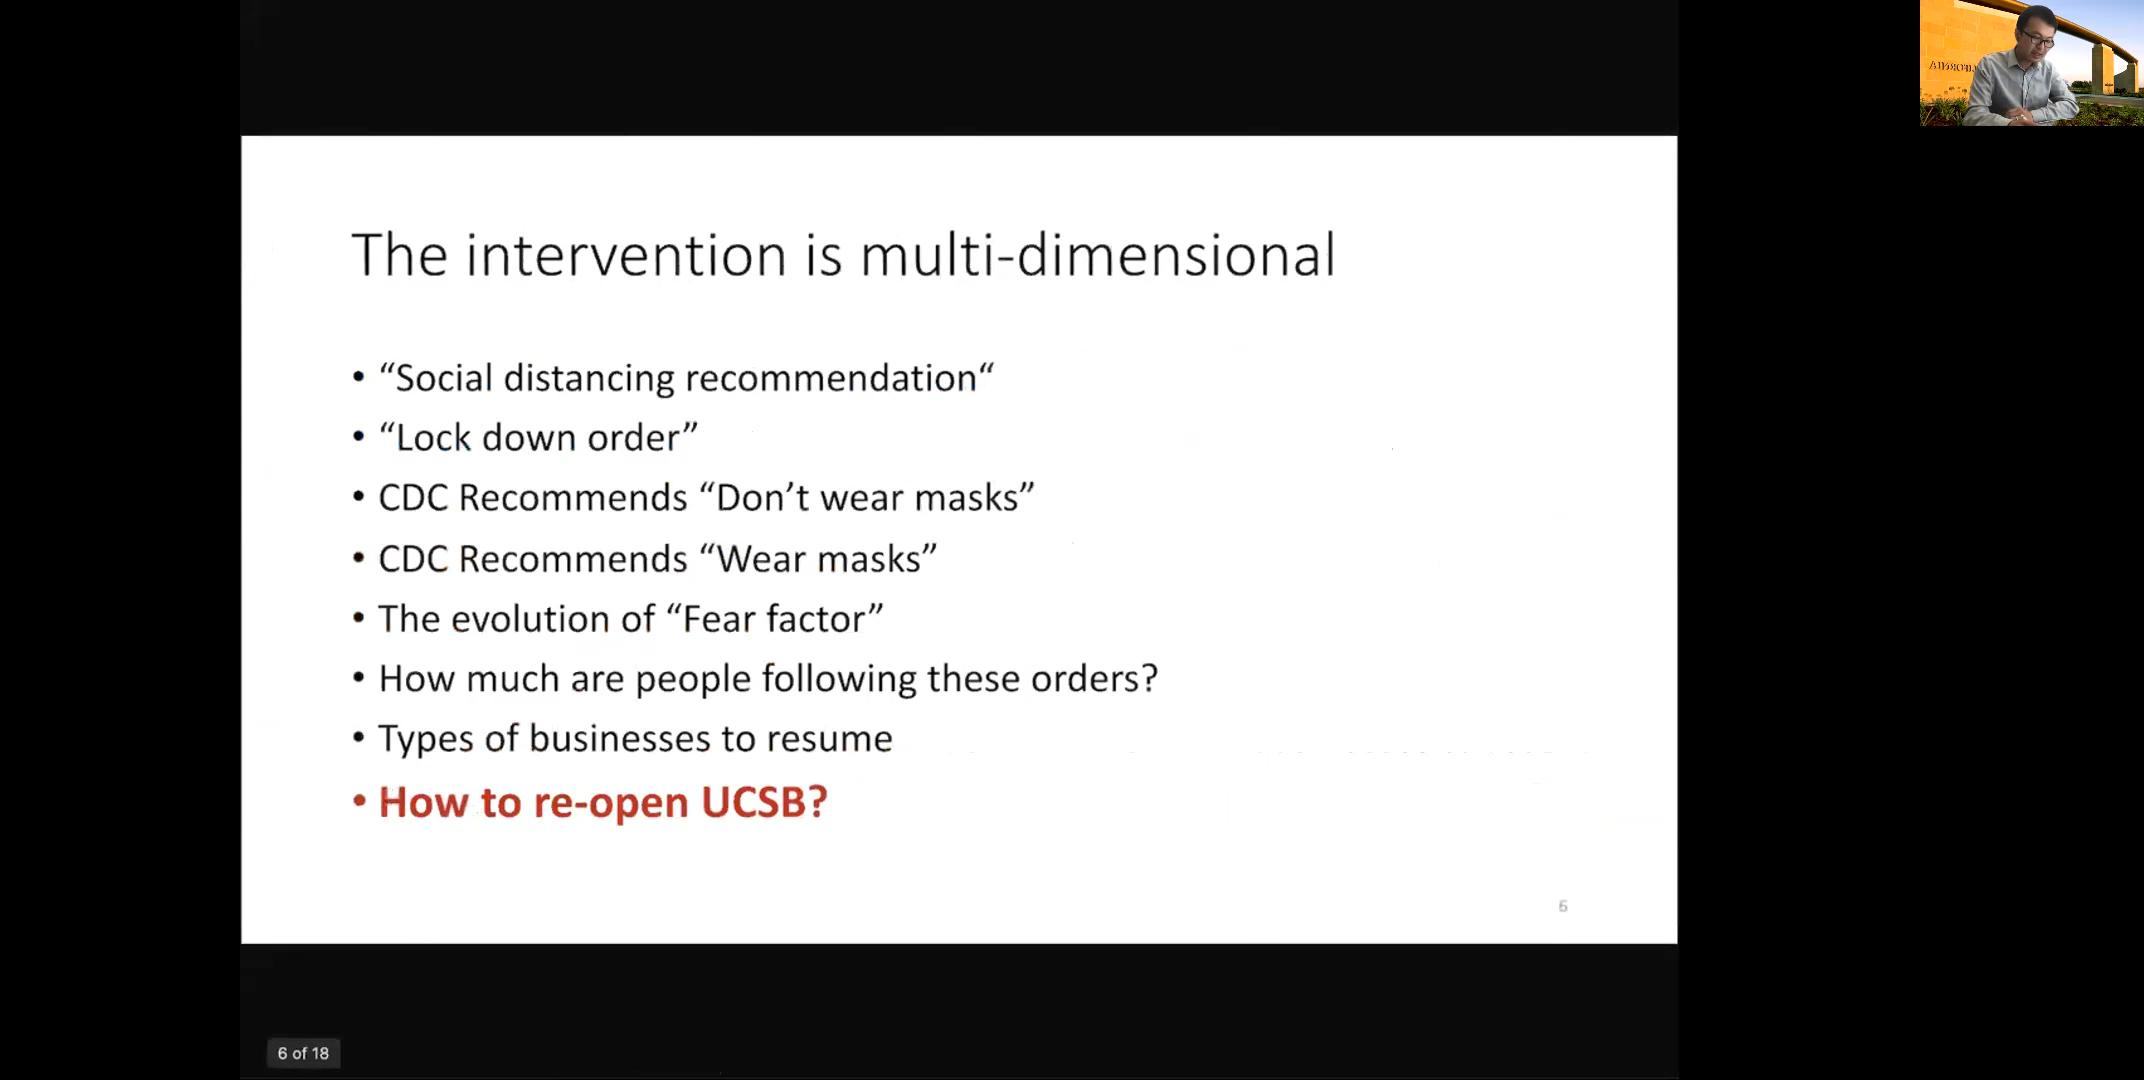 The intervention is multi-dimensional
• “Social distancing recommendation“
• “Lock down order”
• CDC Recommends “Don’t wear masks”
• CDC Recommends “Wear masks”
• The evolution of “Fear factor”
• How much are people following these orders?
• Types of businesses to resume
• How to re-open UCSB?
6 of 18